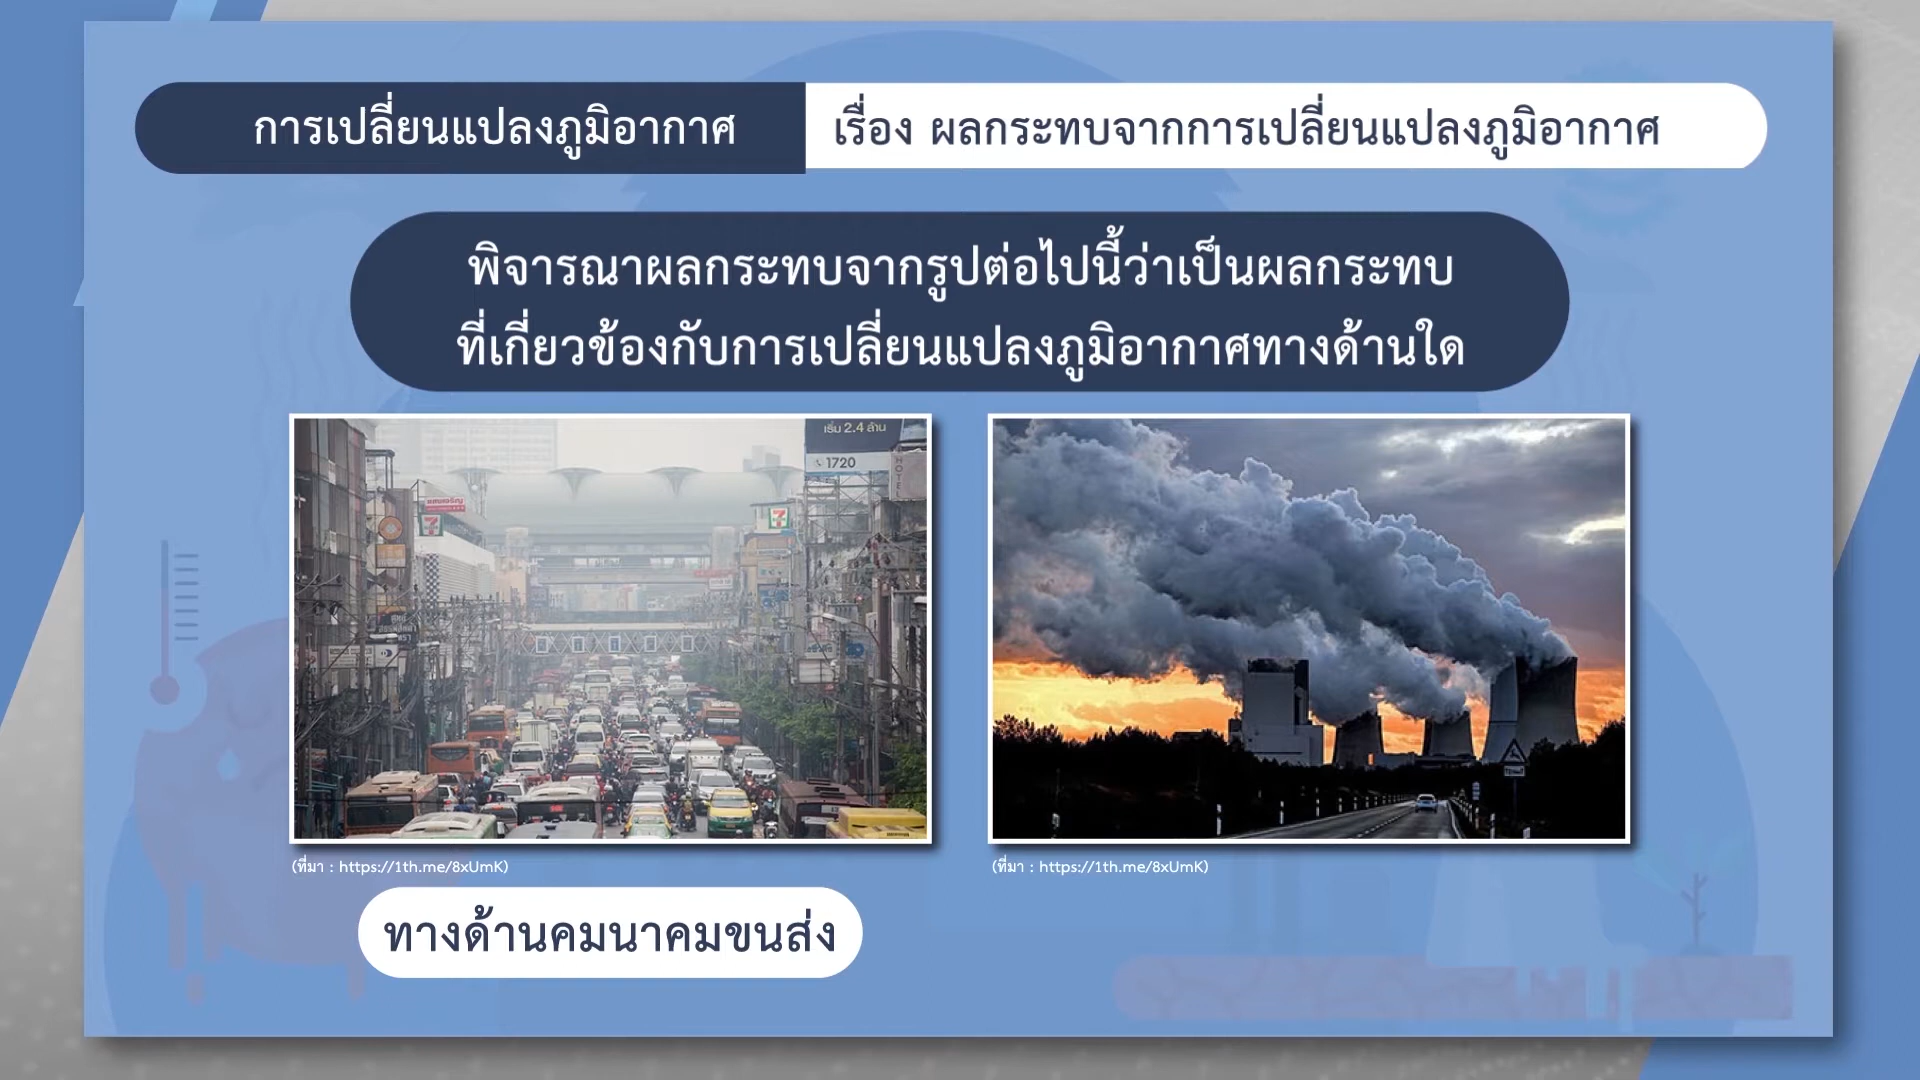 การเปลี่ยนแปลงภูมิอากาศ
เรื่อง ผลกระทบจากการเปลี่ยนแปลงภูมิอากาศ
พิจารณาผลกระทบจากรูปต่อไปนี้ว่าเป็นผลกระทบ
ที่เกี่ยวข้องกับการเปลี่ยนแปลงภูมิอากาศทางด้านใด
เริ่ม 2.4 ล้าน
1720
HOTEL
(ที่มา : https://1th.me/8xUmK)
(ที่มา : https://1th.me/8xUmK)
ทางด้านคมนาคมขนส่ง